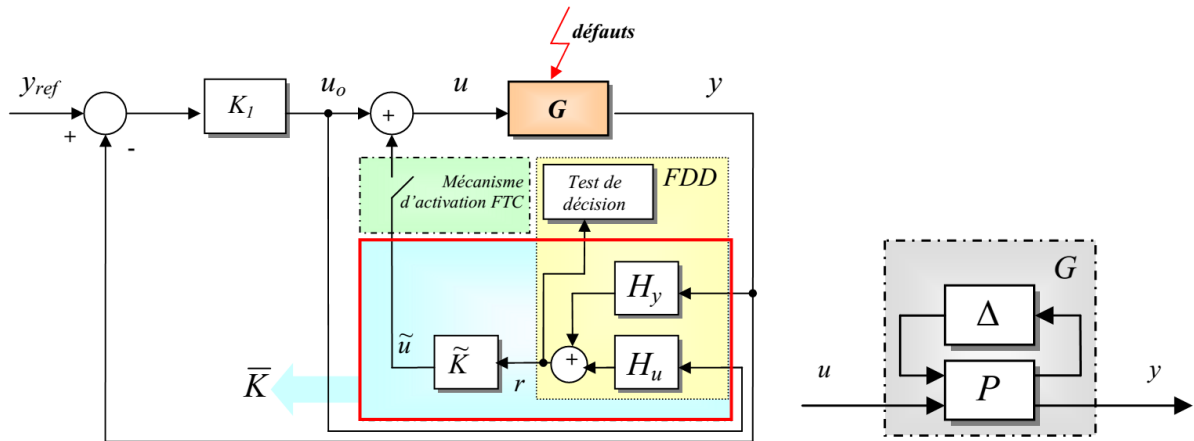 défauts
y_ref
+
-
K_1
u_o
+
u
G
y
Mécanisme
d'activation FTC
FDD
Test de
décision
H_y
H_u
+
r
K̃
ũ
K̅
G
Δ
P
u
y